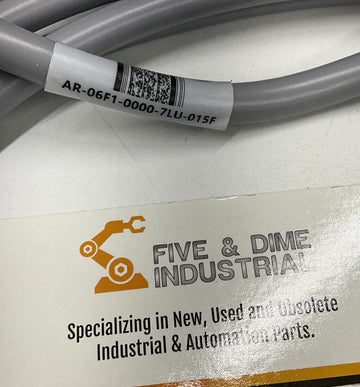 AR-06F1-0000-7LU-015F
FIVE & DIME
INDUSTRIAL
Specializing in New, Used and Obsolete
Industrial & Automation Parts.